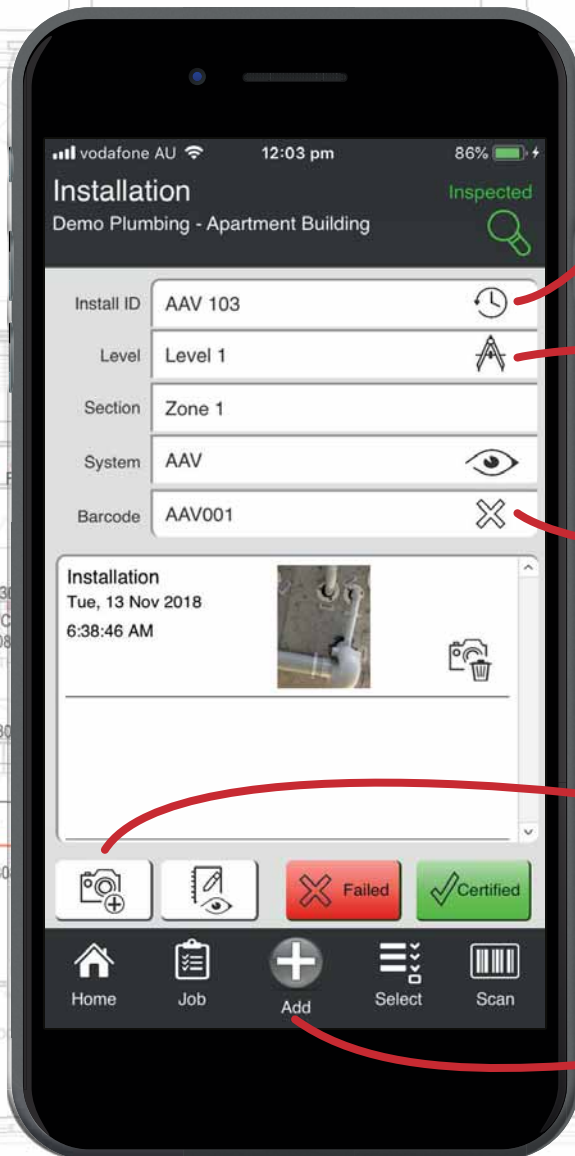 vodafone AU 12:03 pm 86%
Installation
Inspected
Demo Plumbing - Apartment Building
Install ID AAV 103
Level Level 1
Section Zone 1
System AAV
Barcode AAV001
Installation
Tue, 13 Nov 2018
6:38:46 AM
Failed Certified
Home Job Add Select Scan